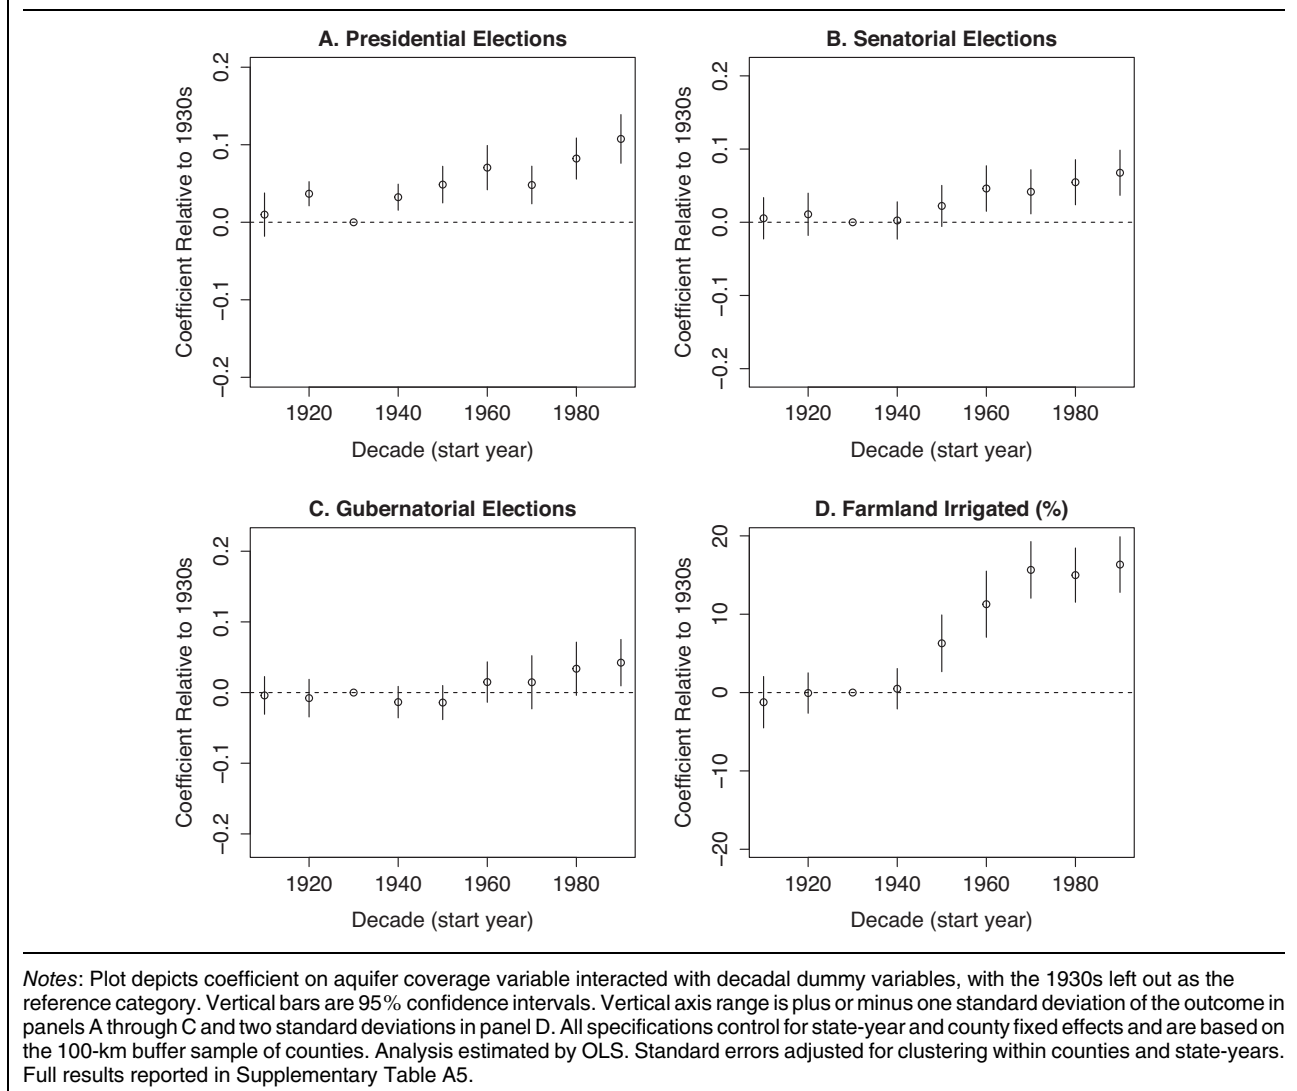 A. Presidential Elections
Coefficient Relative to 1930s
0.2
0.1
0.0
−0.1
−0.2
1920 1940 1960 1980
Decade (start year)
B. Senatorial Elections
Coefficient Relative to 1930s
0.2
0.1
0.0
−0.1
−0.2
1920 1940 1960 1980
Decade (start year)
C. Gubernatorial Elections
Coefficient Relative to 1930s
0.2
0.1
0.0
−0.1
−0.2
1920 1940 1960 1980
Decade (start year)
D. Farmland Irrigated (%)
Coefficient Relative to 1930s
20
10
0
−10
−20
1920 1940 1960 1980
Decade (start year)
Notes: Plot depicts coefficient on aquifer coverage variable interacted with decadal dummy variables, with the 1930s left out as the
reference category. Vertical bars are 95% confidence intervals. Vertical axis range is plus or minus one standard deviation of the outcome in
panels A through C and two standard deviations in panel D. All specifications control for state-year and county fixed effects and are based on
the 100-km buffer sample of counties. Analysis estimated by OLS. Standard errors adjusted for clustering within counties and state-years.
Full results reported in Supplementary Table A5.